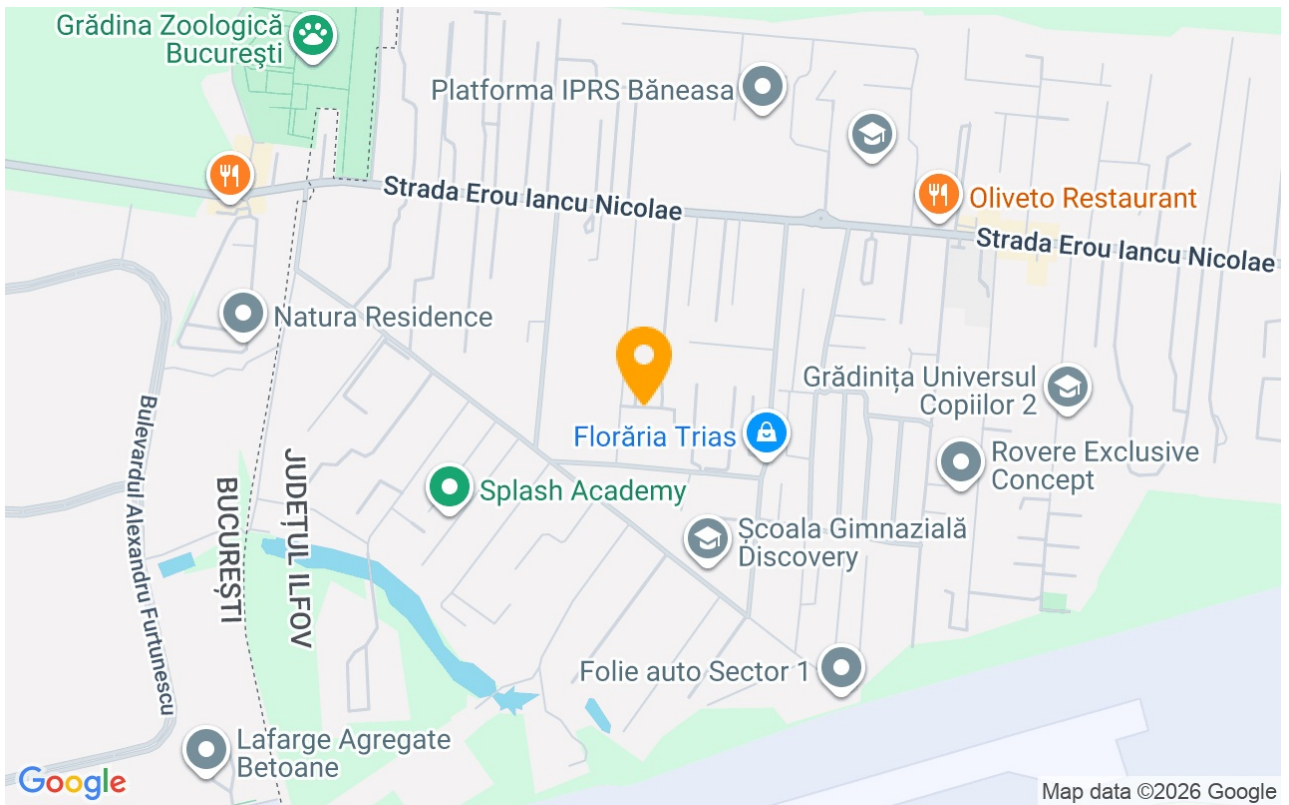 Grădina Zoologică
București
Platforma IPRS Băneasa
Strada Erou Iancu Nicolae
Oliveto Restaurant
Strada Erou Iancu Nicolae
Natura Residence
Grădinița Universul
Copiilor 2
Florăria Trias
Rovere Exclusive
Concept
Splash Academy
Școala Gimnazială
Discovery
Bulevardul Alexandru Furtunescu
BUCUREȘTI
JUDEȚUL ILFOV
Folie auto Sector 1
Lafarge Agregate
Betoane
Google
Map data ©2026 Google